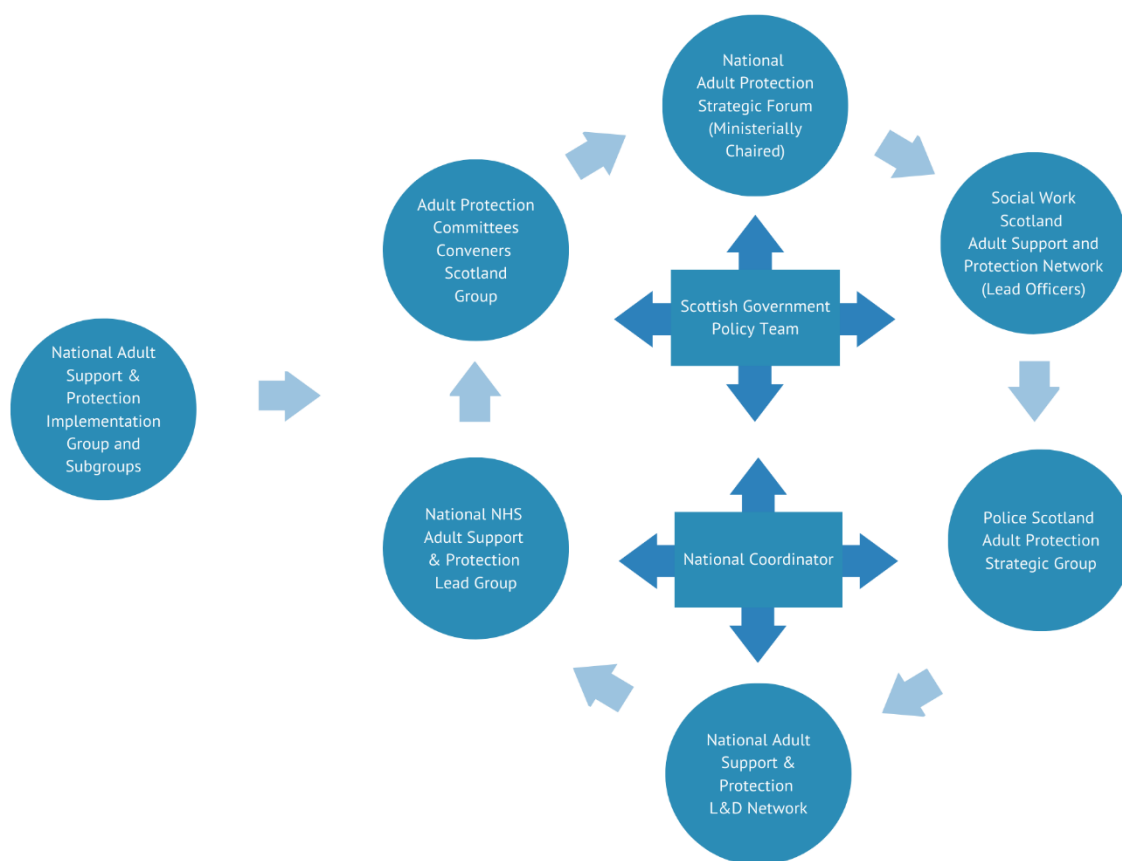 National
Adult Protection
Strategic Forum
(Ministerially
Chaired)
Social Work
Scotland
Adult Support and
Protection Network
(Lead Officers)
Police Scotland
Adult Protection
Strategic Group
National Adult
Support &
Protection
L&D Network
National NHS
Adult Support
& Protection
Lead Group
Adult Protection
Committees
Conveners
Scotland
Group
National Adult
Support &
Protection
Implementation
Group and
Subgroups
Scottish Government
Policy Team
National Coordinator